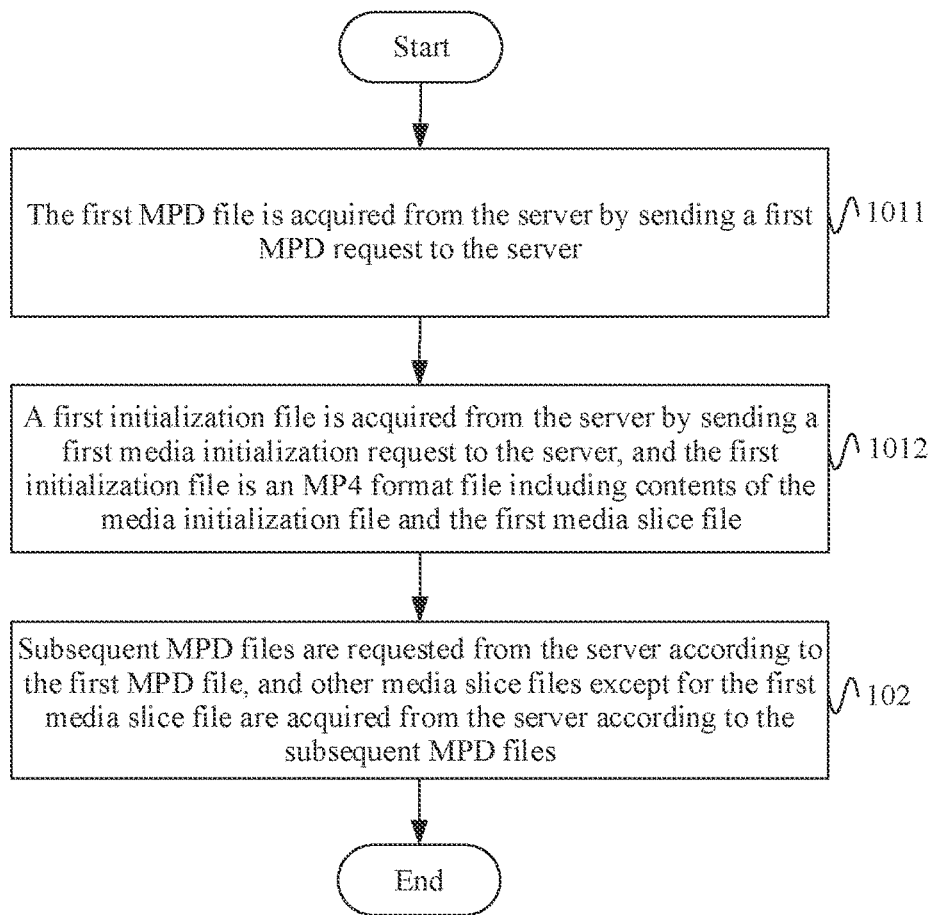 Start
The first MPD file is acquired from the server by sending a first
MPD request to the server
1011
A first initialization file is acquired from the server by sending a
first media initialization request to the server, and the first
initialization file is an MP4 format file including contents of the
media initialization file and the first media slice file
1012
Subsequent MPD files are requested from the server according to
the first MPD file, and other media slice files except for the first
media slice file are acquired from the server according to the
subsequent MPD files
102
End